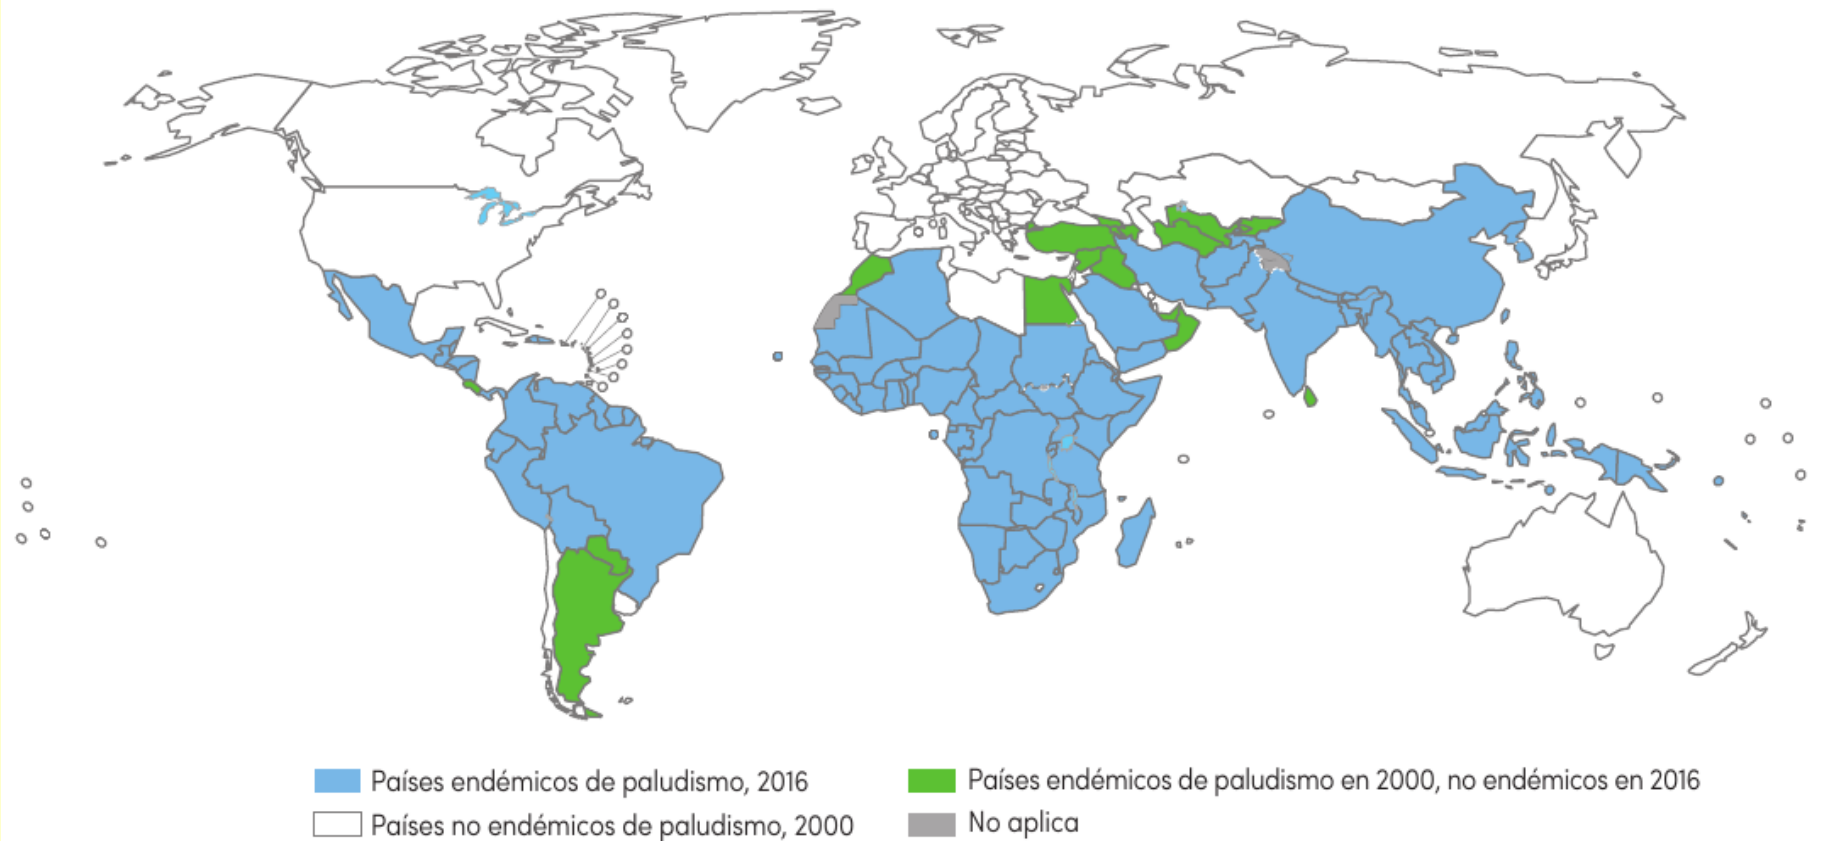 Países endémicos de paludismo, 2016
Países endémicos de paludismo en 2000, no endémicos en 2016
Países no endémicos de paludismo, 2000
No aplica